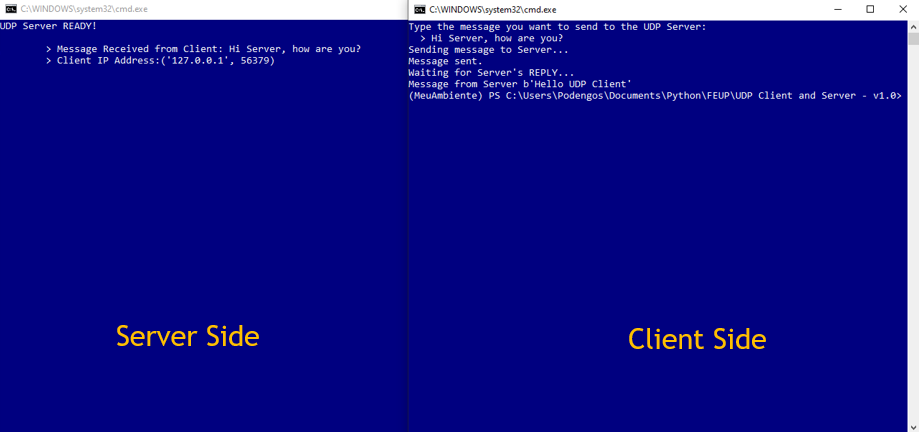 C:\WINDOWS\system32\cmd.exe
UDP Server READY!
> Message Received from Client: Hi Server, how are you?
> Client IP Address:('127.0.0.1', 56379)
Server Side
C:\WINDOWS\system32\cmd.exe
Type the message you want to send to the UDP Server:
> Hi Server, how are you?
Sending message to Server...
Message sent.
Waiting for Server's REPLY...
Message from Server b'Hello UDP Client'
(MeuAmbiente) PS C:\Users\Podengos\Documents\Python\FEUP\UDP Client and Server - v1.0>
Client Side